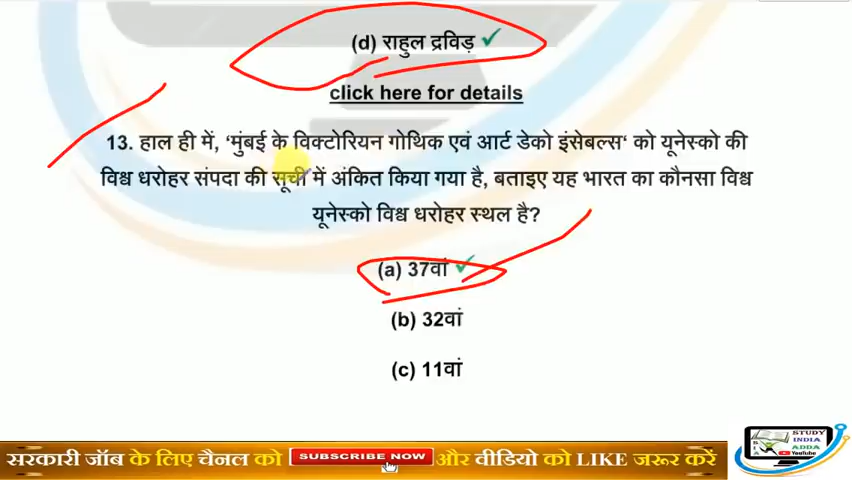 (d) राहुल द्रविड़
click here for details
13. हाल ही में, ‘मुंबई के विक्टोरियन गोथिक एवं आर्ट डेको इंसेबल्स‘ को यूनेस्को की
विश्व धरोहर संपदा की सूची में अंकित किया गया है, बताइए यह भारत का कौनसा विश्व
यूनेस्को विश्व धरोहर स्थल है?
(a) 37वां
(b) 32वां
(c) 11वां
सरकारी जॉब के लिए चैनल को SUBSCRIBE NOW और वीडियो को LIKE जरूर करें
STUDY
INDIA
ADDA
YouTube